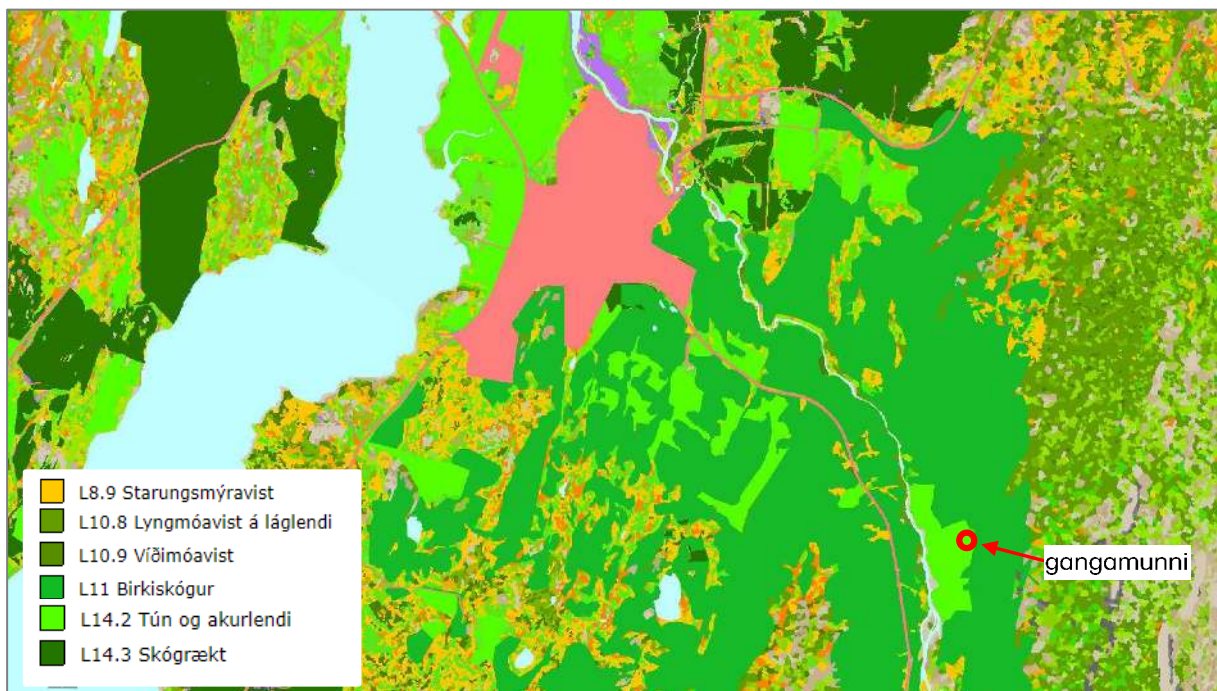 L8.9 Starungsmýravist
L10.8 Lyngmóavist á láglendi
L10.9 Víðimóavist
L11 Birkiskógur
L14.2 Tún og akurlendi
L14.3 Skógrækt
gangamunni